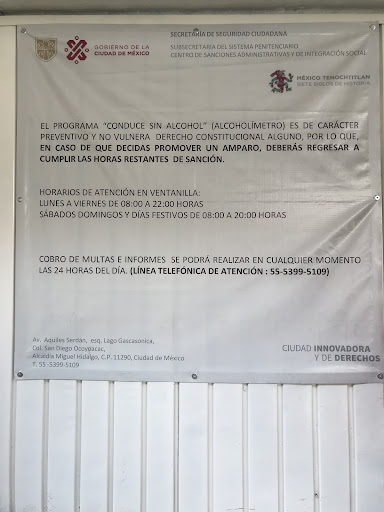 SECRETARÍA DE SEGURIDAD CIUDADANA
GOBIERNO DE LA
CIUDAD DE MÉXICO
SUBSECRETARÍA DEL SISTEMA PENITENCIARIO
CENTRO DE SANCIONES ADMINISTRATIVAS Y DE INTEGRACIÓN SOCIAL
MÉXICO TENOCHTITLAN
SIETE SIGLOS DE HISTORIA
EL PROGRAMA "CONDUCE SIN ALCOHOL" (ALCOHOLÍMETRO) ES DE CARÁCTER
PREVENTIVO Y NO VULNERA DERECHO CONSTITUCIONAL ALGUNO, POR LO QUE,
EN CASO DE QUE DECIDAS PROMOVER UN AMPARO, DEBERÁS REGRESAR A
CUMPLIR LAS HORAS RESTANTES DE SANCIÓN.
HORARIOS DE ATENCIÓN EN VENTANILLA:
LUNES A VIERNES DE 08:00 A 22:00 HORAS
SÁBADOS DOMINGOS Y DÍAS FESTIVOS DE 08:00 A 20:00 HORAS
COBRO DE MULTAS E INFORMES SE PODRÁ REALIZAR EN CUALQUIER MOMENTO
LAS 24 HORAS DEL DÍA. (LÍNEA TELEFÓNICA DE ATENCIÓN : 55-5399-5109)
Av. Aquiles Serdán, esq. Lago Gascasonica,
Col. San Diego Ocoyoacac,
Alcaldía Miguel Hidalgo, C.P. 11290, Ciudad de México
T. 55 -5399-5109
CIUDAD INNOVADORA
Y DE DERECHOS